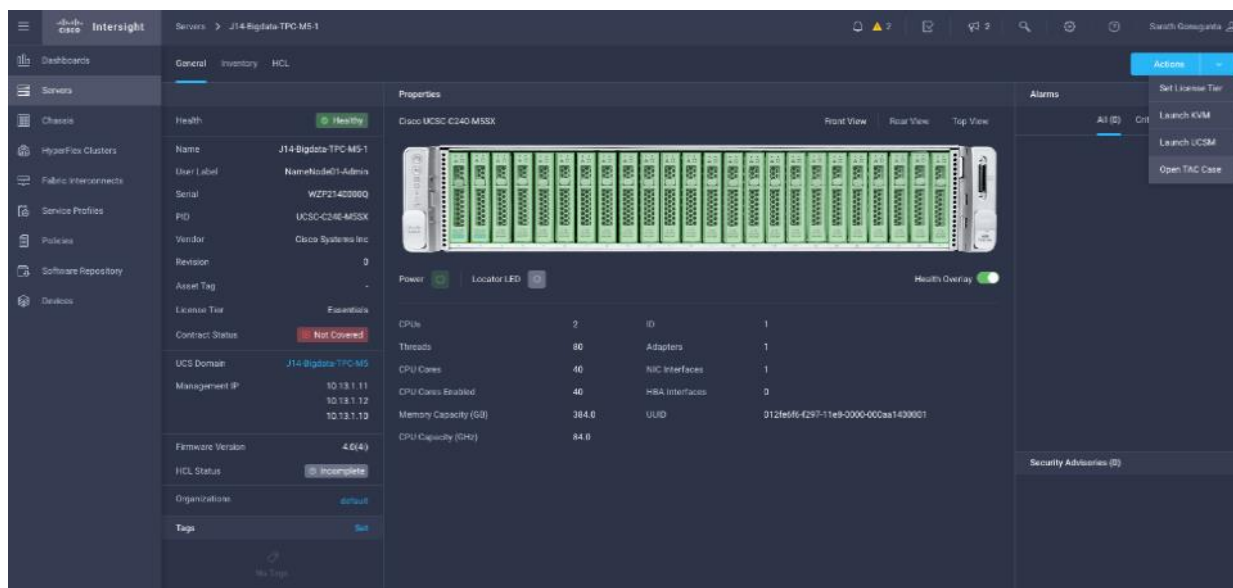 cisco Intersight
Servers > J14-Bigdata-TPC-M5-1
2
2
Sarath Gonugunta
Dashboards
Servers
Chassis
HyperFlex Clusters
Fabric Interconnects
Service Profiles
Policies
Software Repository
Devices
General Inventory HCL
Actions
Set License Tier
Launch KVM
Launch UCSM
Open TAC Case
Health Healthy
Name J14-Bigdata-TPC-M5-1
User Label NameNode01-Admin
Serial
PID UCSC-C240-M5SX
Vendor Cisco Systems Inc
Revision 0
Asset Tag -
License Tier Essentials
Contract Status Not Covered
UCS Domain J14-Bigdata-TPC-M5
Management IP 10.13.1.11
10.13.1.12
10.13.1.10
Firmware Version
HCL Status Incomplete
Organizations default
Tags Set
No Tags
Properties
Cisco UCSC-C240-M5SX Front View Rear View Top View
Power Locator LED Health Overlay
CPUs 2 ID 1
Threads 80 Adapters 1
CPU Cores 40 NIC Interfaces 1
CPU Cores Enabled 40 HBA Interfaces 0
Memory Capacity (GB) 384.0 UUID
CPU Capacity (GHz) 84.0
Alarms
All (0)
Security Advisories (0)